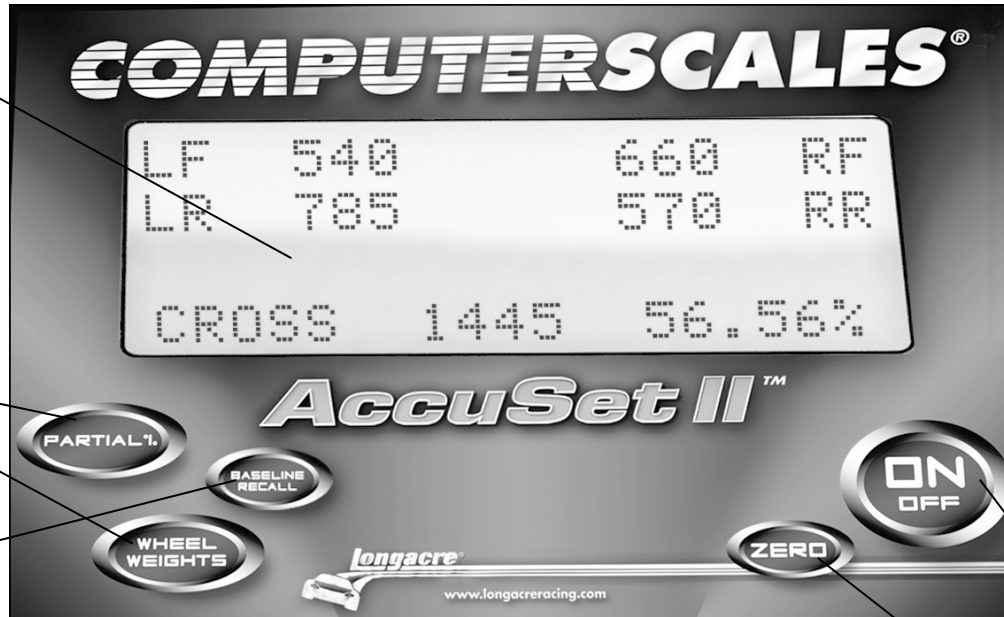 COMPUTERSCALES®
LF 540 660 RF
LR 785 570 RR
CROSS 1445 56.56%
AccuSet II™
PARTIAL%
BASELINE
RECALL
WHEEL
WEIGHTS
ON
OFF
ZERO
longacre®
www.longacreracing.com